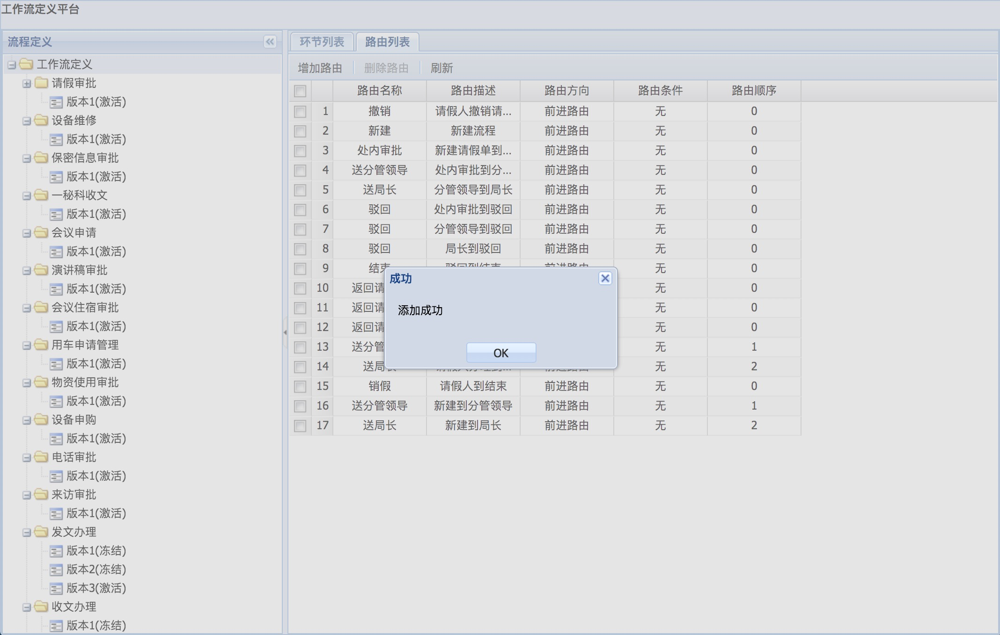 工作流定义平台
流程定义
工作流定义
请假审批
版本1(激活)
设备维修
版本1(激活)
保密信息审批
版本1(激活)
一秘科收文
版本1(激活)
会议申请
版本1(激活)
演讲稿审批
版本1(激活)
会议住宿审批
版本1(激活)
用车申请管理
版本1(激活)
物资使用审批
版本1(激活)
设备申购
版本1(激活)
电话审批
版本1(激活)
来访审批
版本1(激活)
发文办理
版本1(冻结)
版本2(冻结)
版本3(激活)
收文办理
版本1(冻结)
环节列表 路由列表
增加路由 删除路由 刷新
路由名称 路由描述 路由方向 路由条件 路由顺序
1 撤销 请假人撤销请... 前进路由 无 0
2 新建 新建流程 前进路由 无 0
3 处内审批 新建请假单到... 前进路由 无 0
4 送分管领导 处内审批到分... 前进路由 无 0
5 送局长 分管领导到局长 前进路由 无 0
6 驳回 处内审批到驳回 前进路由 无 0
7 驳回 分管领导到驳回 前进路由 无 0
8 驳回 局长到驳回 前进路由 无 0
9 结束 驳回到结束 前进路由 无 0
10 返回请 无 0
11 返回请 无 0
12 返回请 无 0
13 送分管 无 1
14 送局长 前进路由 无 2
15 销假 请假人到结束 前进路由 无 0
16 送分管领导 新建到分管领导 前进路由 无 1
17 送局长 新建到局长 前进路由 无 2
成功
添加成功
OK